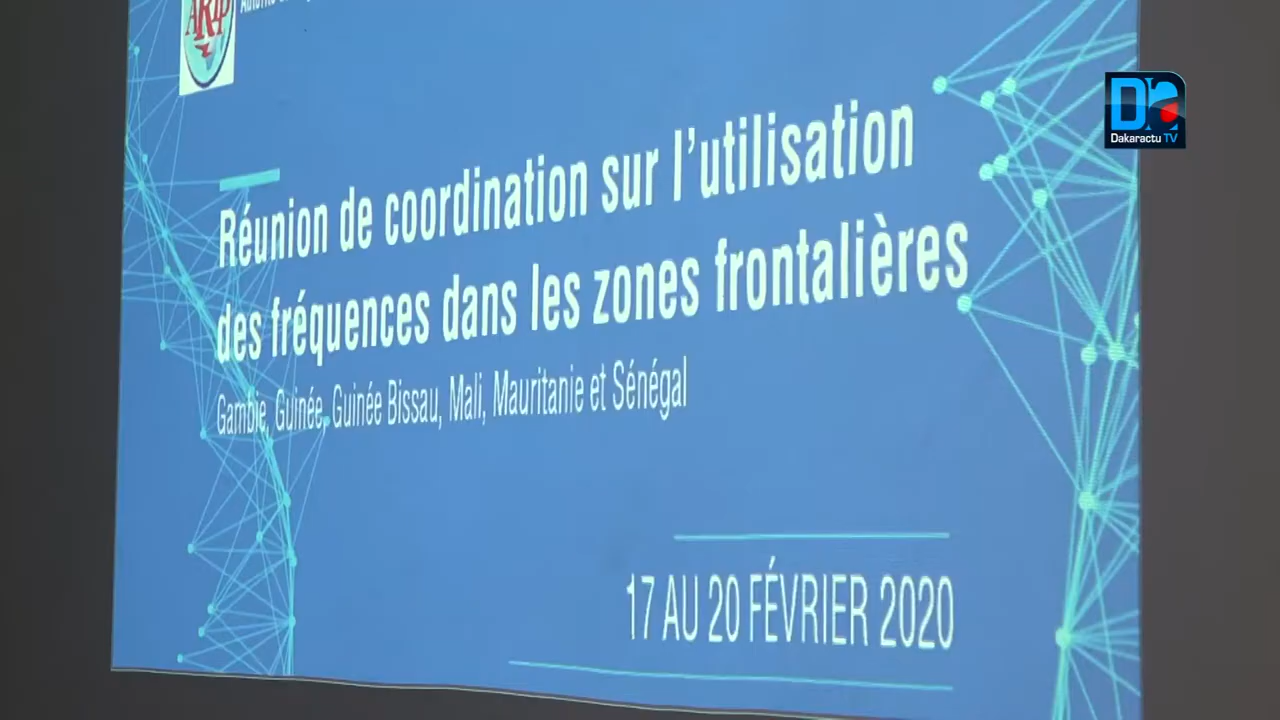 ARTP
Réunion de coordination sur l'utilisation
des fréquences dans les zones frontalières
Gambie, Guinée, Guinée Bissau, Mali, Mauritanie et Sénégal
17 AU 20 FÉVRIER 2020
Dakaractu TV